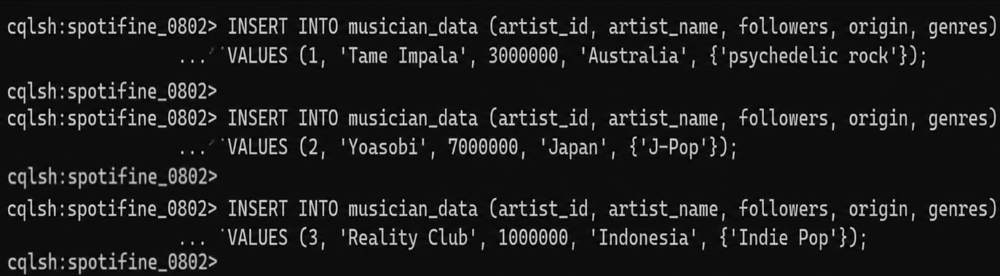 cqlsh:spotifine_0802> INSERT INTO musician_data (artist_id, artist_name, followers, origin, genres)
... VALUES (1, 'Tame Impala', 3000000, 'Australia', {'psychedelic rock'});
cqlsh:spotifine_0802>
cqlsh:spotifine_0802> INSERT INTO musician_data (artist_id, artist_name, followers, origin, genres)
... VALUES (2, 'Yoasobi', 7000000, 'Japan', {'J-Pop'});
cqlsh:spotifine_0802>
cqlsh:spotifine_0802> INSERT INTO musician_data (artist_id, artist_name, followers, origin, genres)
... VALUES (3, 'Reality Club', 1000000, 'Indonesia', {'Indie Pop'});
cqlsh:spotifine_0802>